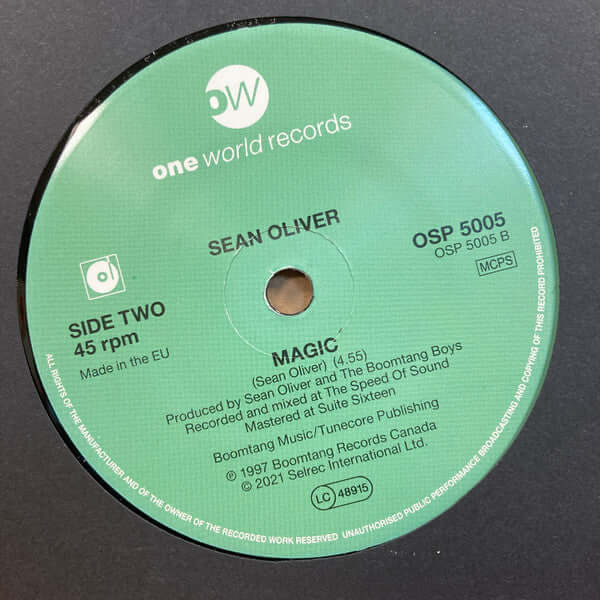 OW
one world records
SEAN OLIVER
OSP 5005
OSP 5005 B
MCPS
d
SIDE TWO
45 rpm
Made in the EU
MAGIC
(Sean Oliver) (4.55)
Produced by Sean Oliver and The Boomtang Boys
Recorded and mixed at The Speed Of Sound
Mastered at Suite Sixteen
Boomtang Music/Tunecore Publishing
℗ 1997 Boomtang Records Canada
© 2021 Selrec International Ltd.
LC 48915
ALL RIGHTS OF THE MANUFACTURER AND OF THE OWNER OF THE RECORDED WORK RESERVED UNAUTHORISED PUBLIC PERFORMANCE BROADCASTING AND COPYING OF THIS RECORD PROHIBITED